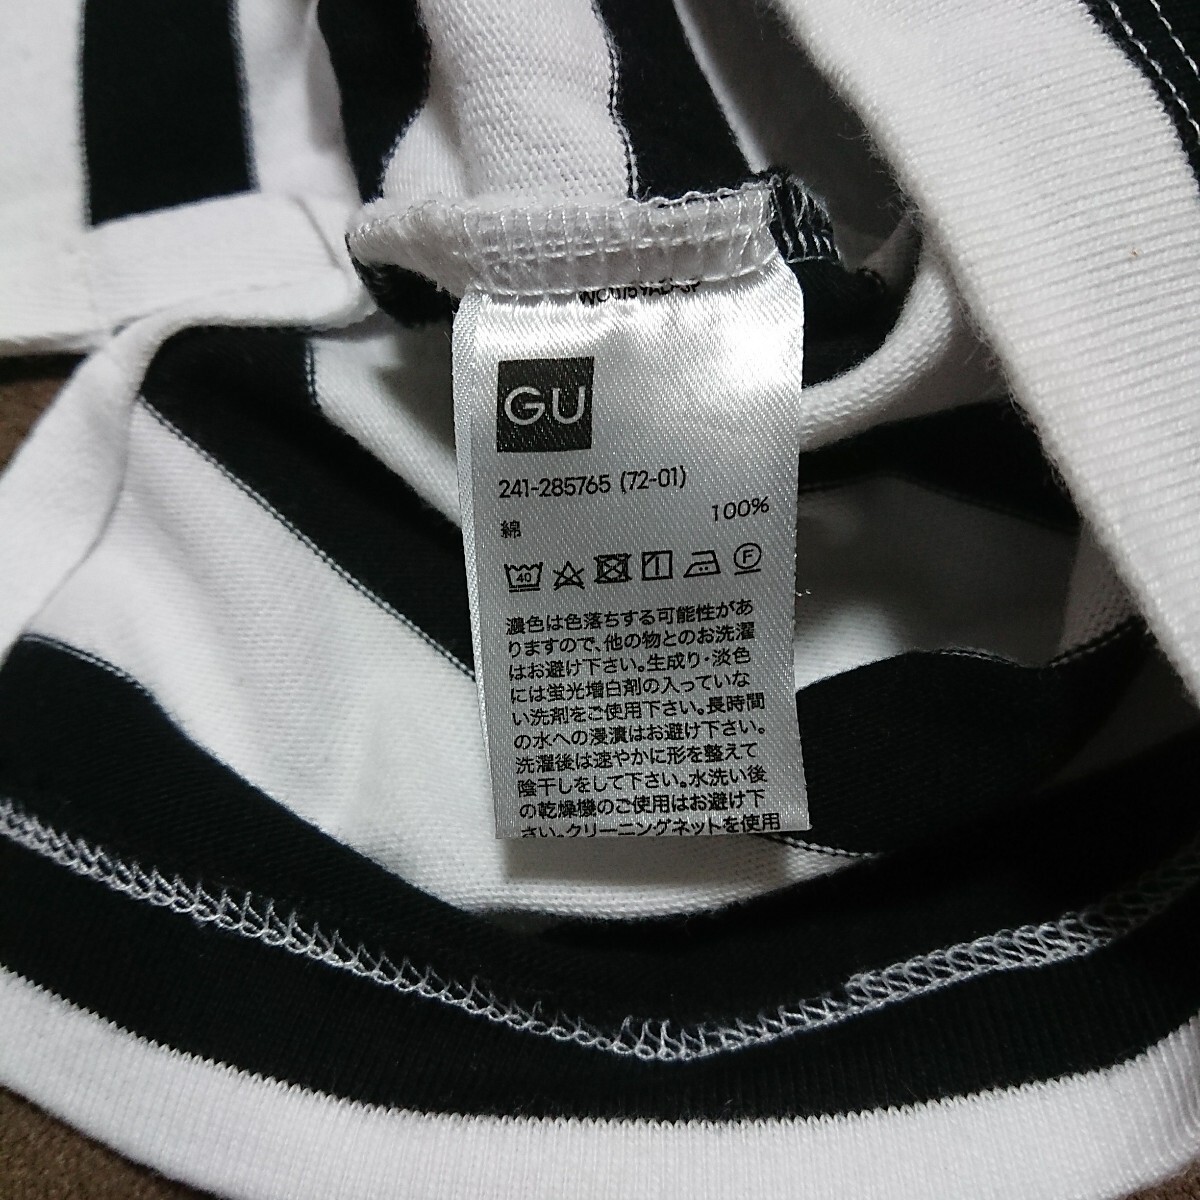 GU
241-285765 (72-01)
綿 100%
40 F
濃色は色落ちする可能性があ
りますので、他の物とのお洗濯
はお避け下さい。生成り・淡色
には蛍光増白剤の入っていな
い洗剤をご使用下さい。長時間
の水への浸漬はお避け下さい。
洗濯後は速やかに形を整えて
陰干しをして下さい。水洗い後
の乾燥機のご使用はお避け下
さい。クリーニングネットを使用